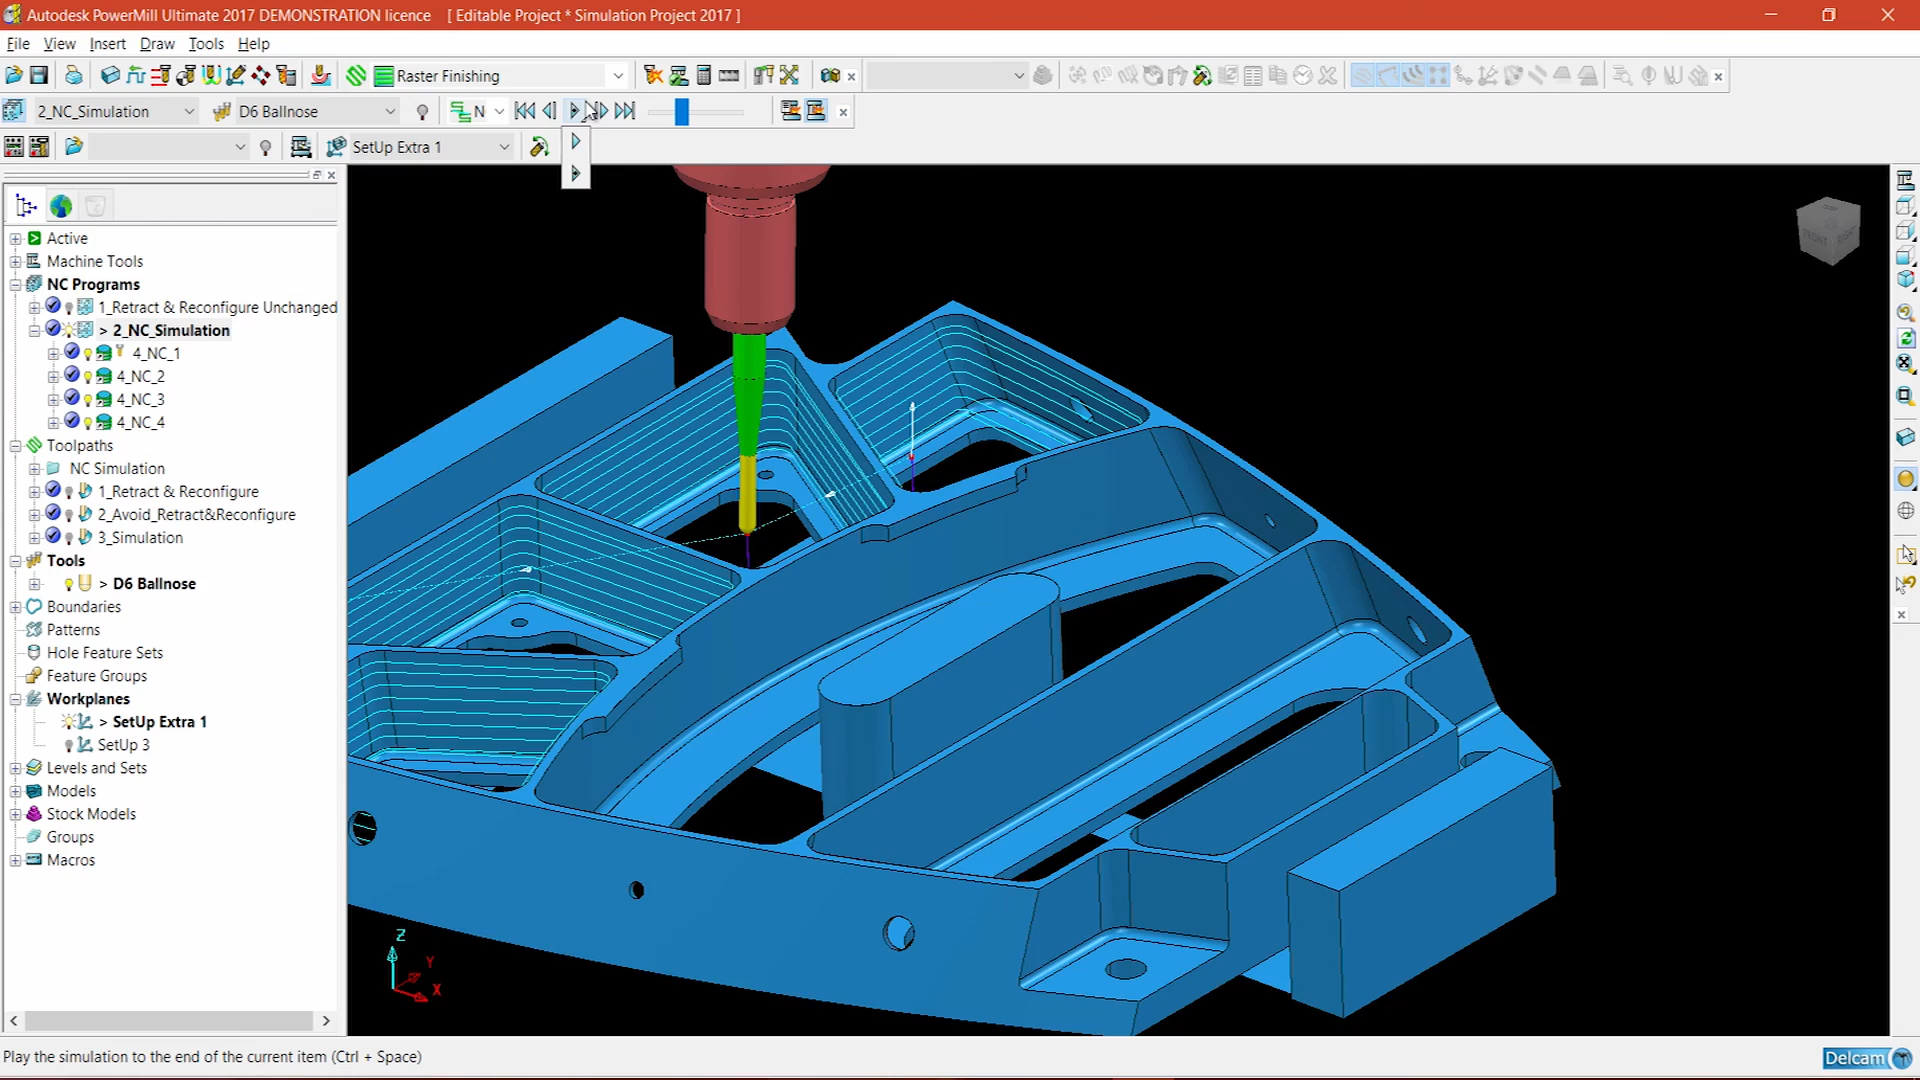 Autodesk PowerMill Ultimate 2017 DEMONSTRATION licence [ Editable Project * Simulation Project 2017 ]
File View Insert Draw Tools Help
Raster Finishing
2_NC_Simulation D6 Ballnose N
SetUp Extra 1
Active
Machine Tools
NC Programs
1_Retract & Reconfigure Unchanged
> 2_NC_Simulation
4_NC_1
4_NC_2
4_NC_3
4_NC_4
Toolpaths
NC Simulation
1_Retract & Reconfigure
2_Avoid_Retract&Reconfigure
3_Simulation
Tools
> D6 Ballnose
Boundaries
Patterns
Hole Feature Sets
Feature Groups
Workplanes
> SetUp Extra 1
SetUp 3
Levels and Sets
Models
Stock Models
Groups
Macros
FRONT
Z
Y
X
Play the simulation to the end of the current item (Ctrl + Space)
Delcam